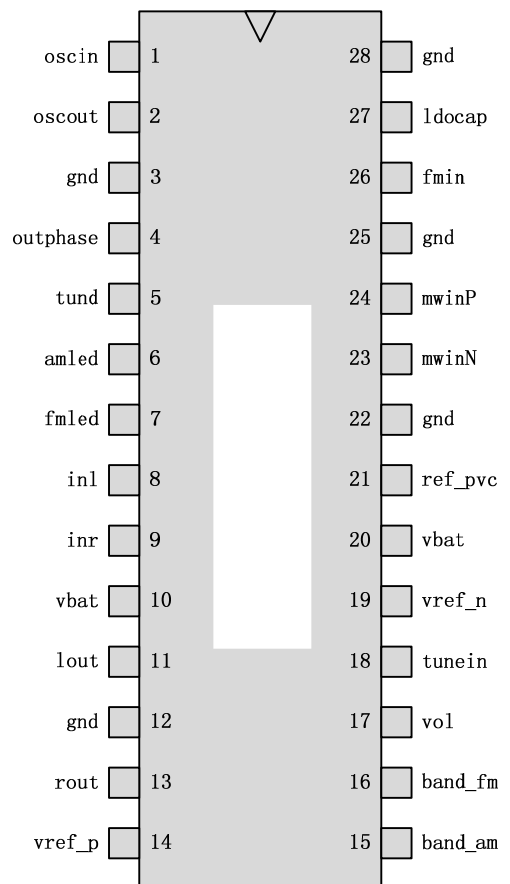 oscin 1 28 gnd
oscout 2 27 ldocap
gnd 3 26 fmin
outphase 4 25 gnd
tund 5 24 mwinP
amled 6 23 mwinN
fmled 7 22 gnd
inl 8 21 ref_pvc
inr 9 20 vbat
vbat 10 19 vref_n
lout 11 18 tunein
gnd 12 17 vol
rout 13 16 band_fm
vref_p 14 15 band_am